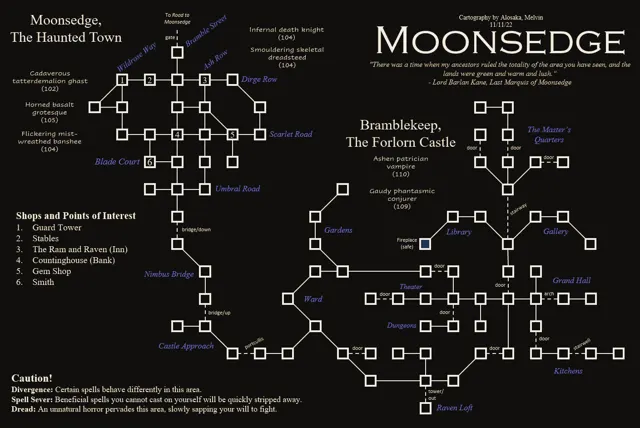 Moonsedge,
The Haunted Town
To Road to
Moonsedge
gate
Bramble Street
Wildrose Way
Ash Row
Infernal death knight
(104)
Smouldering skeletal
dreadsteed
(104)
Cartography by Alosaka, Melvin
11/11/22
MOONSEDGE
"There was a time when my ancestors ruled the totality of the area you have seen, and the
lands were green and warm and lush."
- Lord Barlan Kane, Last Marquis of Moonsedge
Cadaverous
tatterdemalion ghast
(102)
1
2
3
Dirge Row
Horned basalt
grotesque
(105)
Flickering mist-
wreathed banshee
(104)
4
5
Scarlet Road
Blade Court
6
Umbral Road
Bramblekeep,
The Forlorn Castle
Ashen patrician
vampire
(110)
Gaudy phantasmic
conjurer
(109)
The Master's
Quarters
door
door
door
stairway
Shops and Points of Interest
1. Guard Tower
2. Stables
3. The Ram and Raven (Inn)
4. Countinghouse (Bank)
5. Gem Shop
6. Smith
bridge/down
Nimbus Bridge
bridge/up
Castle Approach
portcullis
Gardens
Fireplace
(safe)
Library
Gallery
Ward
door
Theater
door
door
Dungeons
door
door
Grand Hall
arch
door
door
door
stairwell
Kitchens
tower/
out
Raven Loft
Caution!
Divergence: Certain spells behave differently in this area.
Spell Sever: Beneficial spells you cannot cast on yourself will be quickly stripped away.
Dread: An unnatural horror pervades this area, slowly sapping your will to fight.